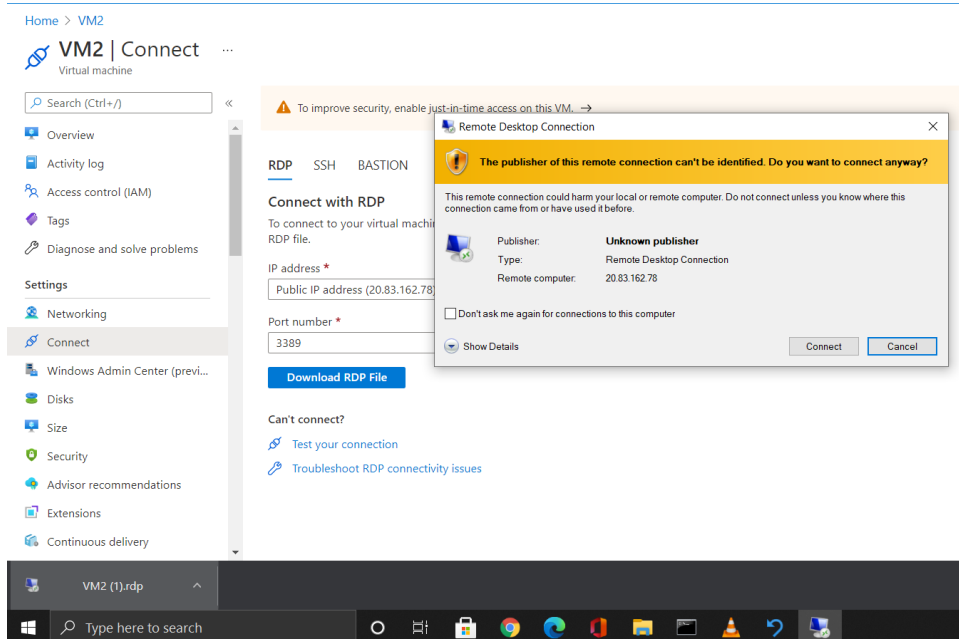 Home > VM2
VM2 | Connect ...
Virtual machine
Search (Ctrl+/)
«
Overview
Activity log
Access control (IAM)
Tags
Diagnose and solve problems
Settings
Networking
Connect
Windows Admin Center (previ...
Disks
Size
Security
Advisor recommendations
Extensions
Continuous delivery
To improve security, enable just-in-time access on this VM. →
RDP SSH BASTION
Connect with RDP
To connect to your virtual machi
RDP file.
IP address *
Public IP address (20.83.162.78)
Port number *
3389
Download RDP File
Can't connect?
Test your connection
Troubleshoot RDP connectivity issues
Remote Desktop Connection
The publisher of this remote connection can't be identified. Do you want to connect anyway?
This remote connection could harm your local or remote computer. Do not connect unless you know where this
connection came from or have used it before.
Publisher: Unknown publisher
Type: Remote Desktop Connection
Remote computer: 20.83.162.78
Don't ask me again for connections to this computer
Show Details
Connect
Cancel
VM2 (1).rdp
Type here to search